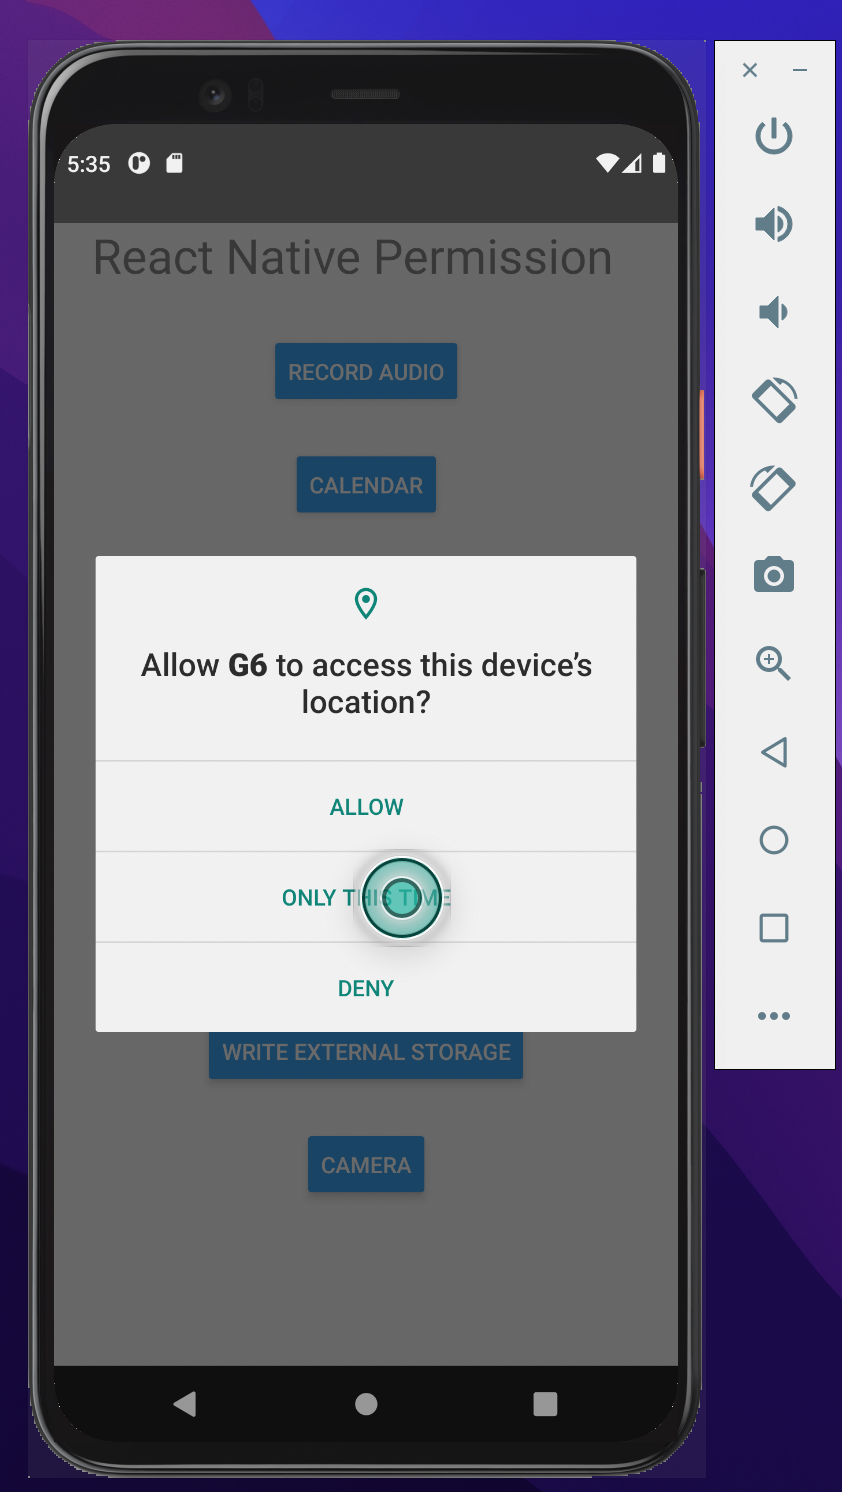 5:35
React Native Permission
RECORD AUDIO
CALENDAR
Allow G6 to access this device’s
location?
ALLOW
ONLY THIS TIME
DENY
WRITE EXTERNAL STORAGE
CAMERA